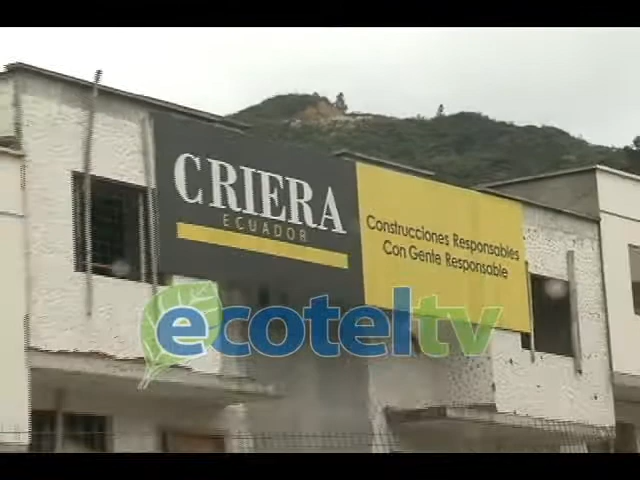 CRIERA
ECUADOR
Construcciones Responsables
Con Gente Responsable
ecoteltv